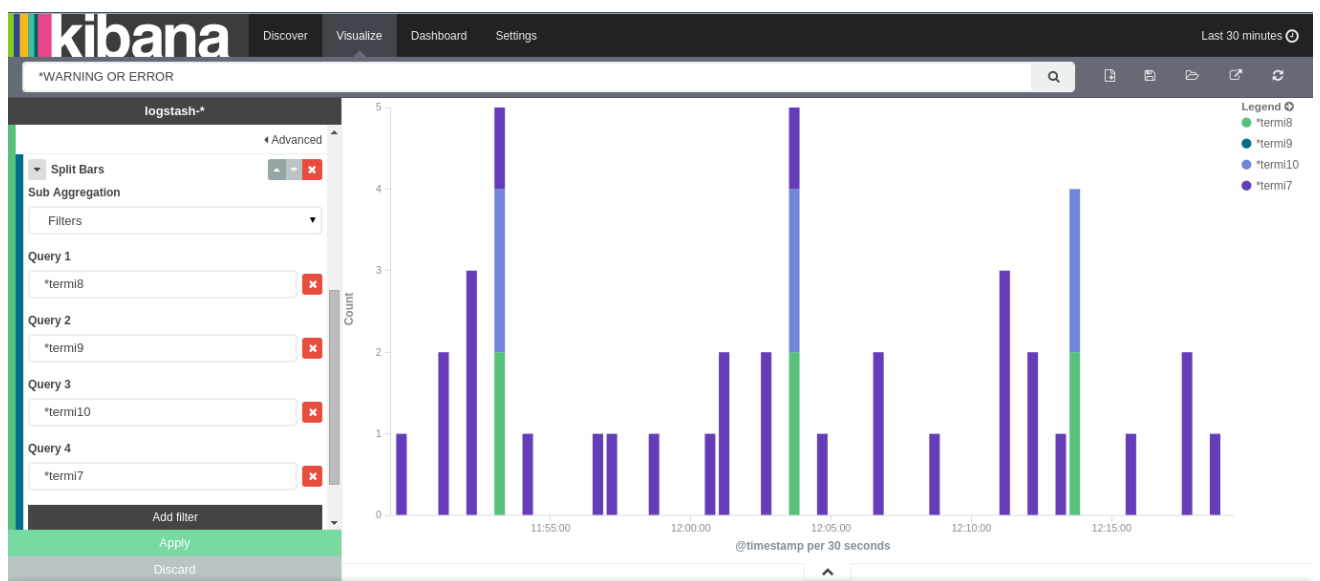 kibana Discover Visualize Dashboard Settings Last 30 minutes
*WARNING OR ERROR
logstash-*
Advanced
Split Bars
Sub Aggregation
Filters
Query 1
*termi8
Query 2
*termi9
Query 3
*termi10
Query 4
*termi7
Add filter
Apply
Discard
5
4
3
2
1
0
Count
11:55:00 12:00:00 12:05:00 12:10:00 12:15:00
@timestamp per 30 seconds
Legend
*termi8
*termi9
*termi10
*termi7